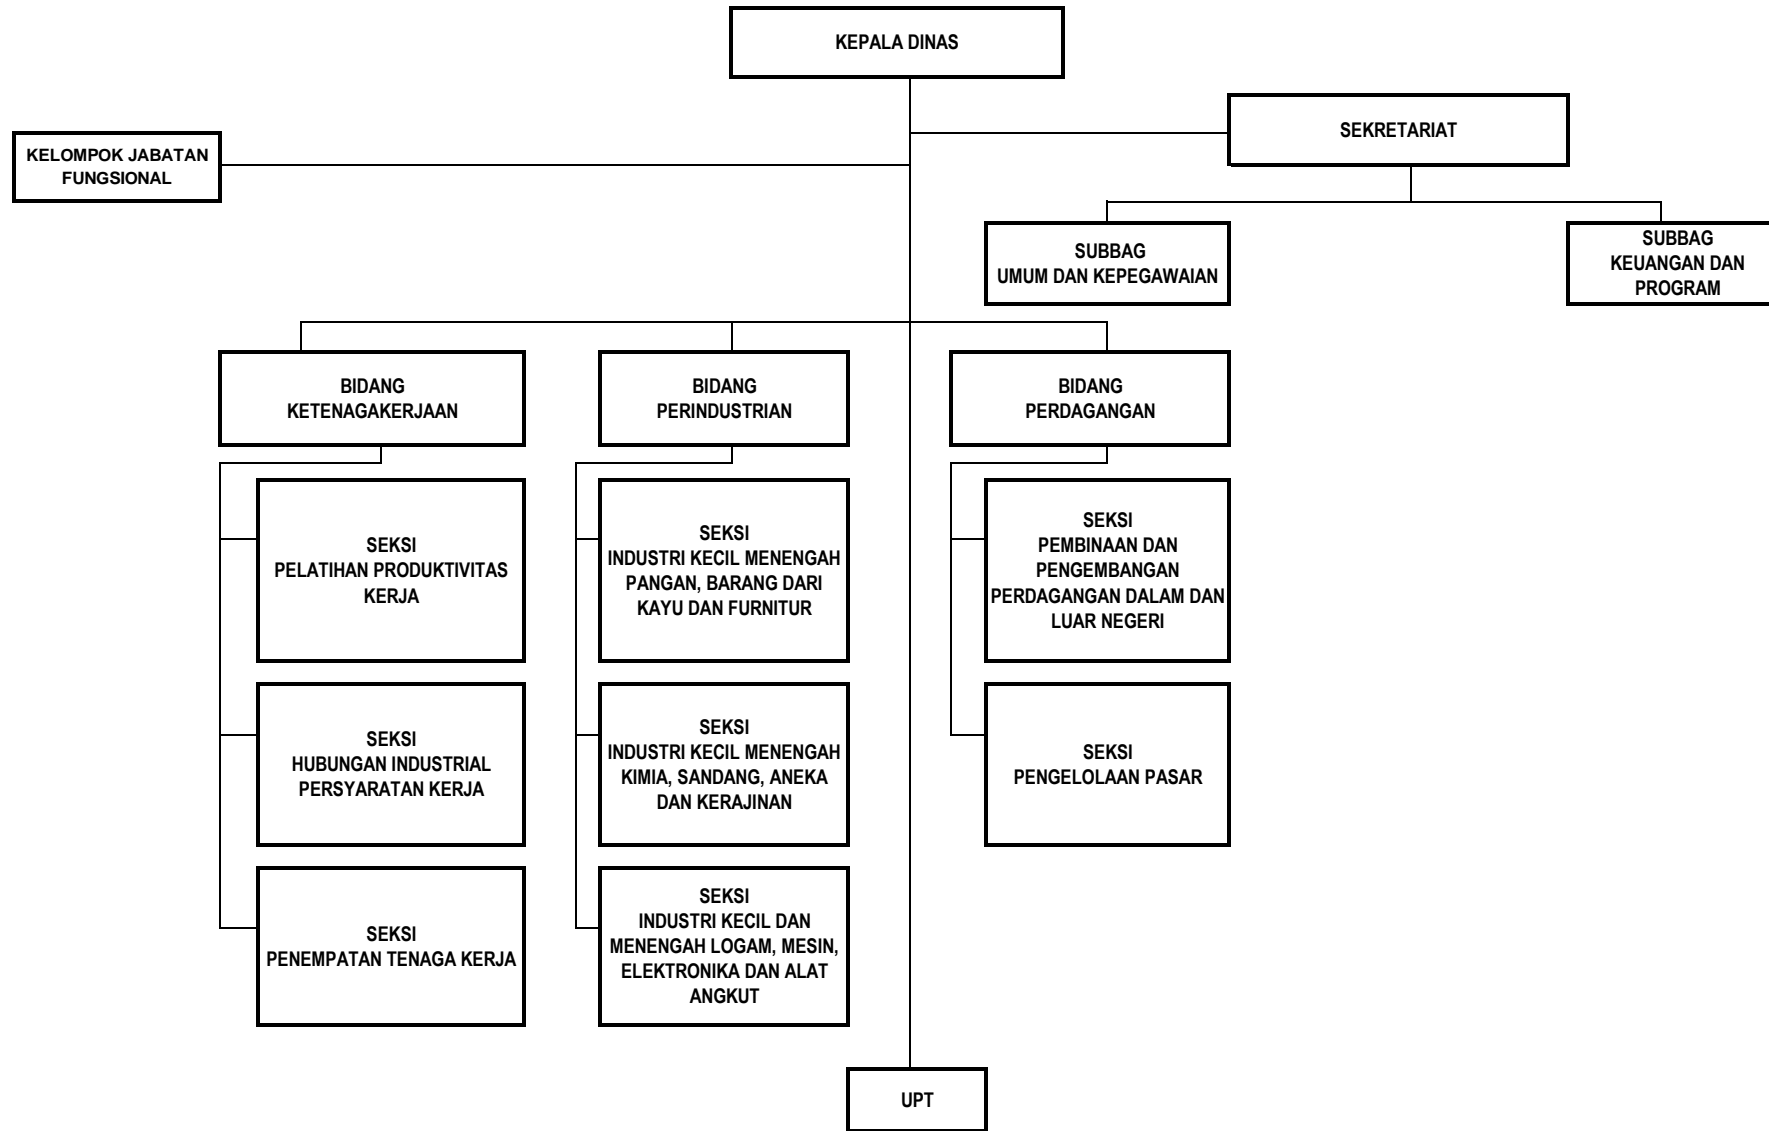 KEPALA DINAS
SEKRETARIAT
KELOMPOK JABATAN
FUNGSIONAL
SUBBAG
UMUM DAN KEPEGAWAIAN
SUBBAG
KEUANGAN DAN
PROGRAM
BIDANG
KETENAGAKERJAAN
BIDANG
PERINDUSTRIAN
BIDANG
PERDAGANGAN
SEKSI
PELATIHAN PRODUKTIVITAS
KERJA
SEKSI
INDUSTRI KECIL MENENGAH
PANGAN, BARANG DARI
KAYU DAN FURNITUR
SEKSI
PEMBINAAN DAN
PENGEMBANGAN
PERDAGANGAN DALAM DAN
LUAR NEGERI
SEKSI
HUBUNGAN INDUSTRIAL
PERSYARATAN KERJA
SEKSI
INDUSTRI KECIL MENENGAH
KIMIA, SANDANG, ANEKA
DAN KERAJINAN
SEKSI
PENGELOLAAN PASAR
SEKSI
PENEMPATAN TENAGA KERJA
SEKSI
INDUSTRI KECIL DAN
MENENGAH LOGAM, MESIN,
ELEKTRONIKA DAN ALAT
ANGKUT
UPT